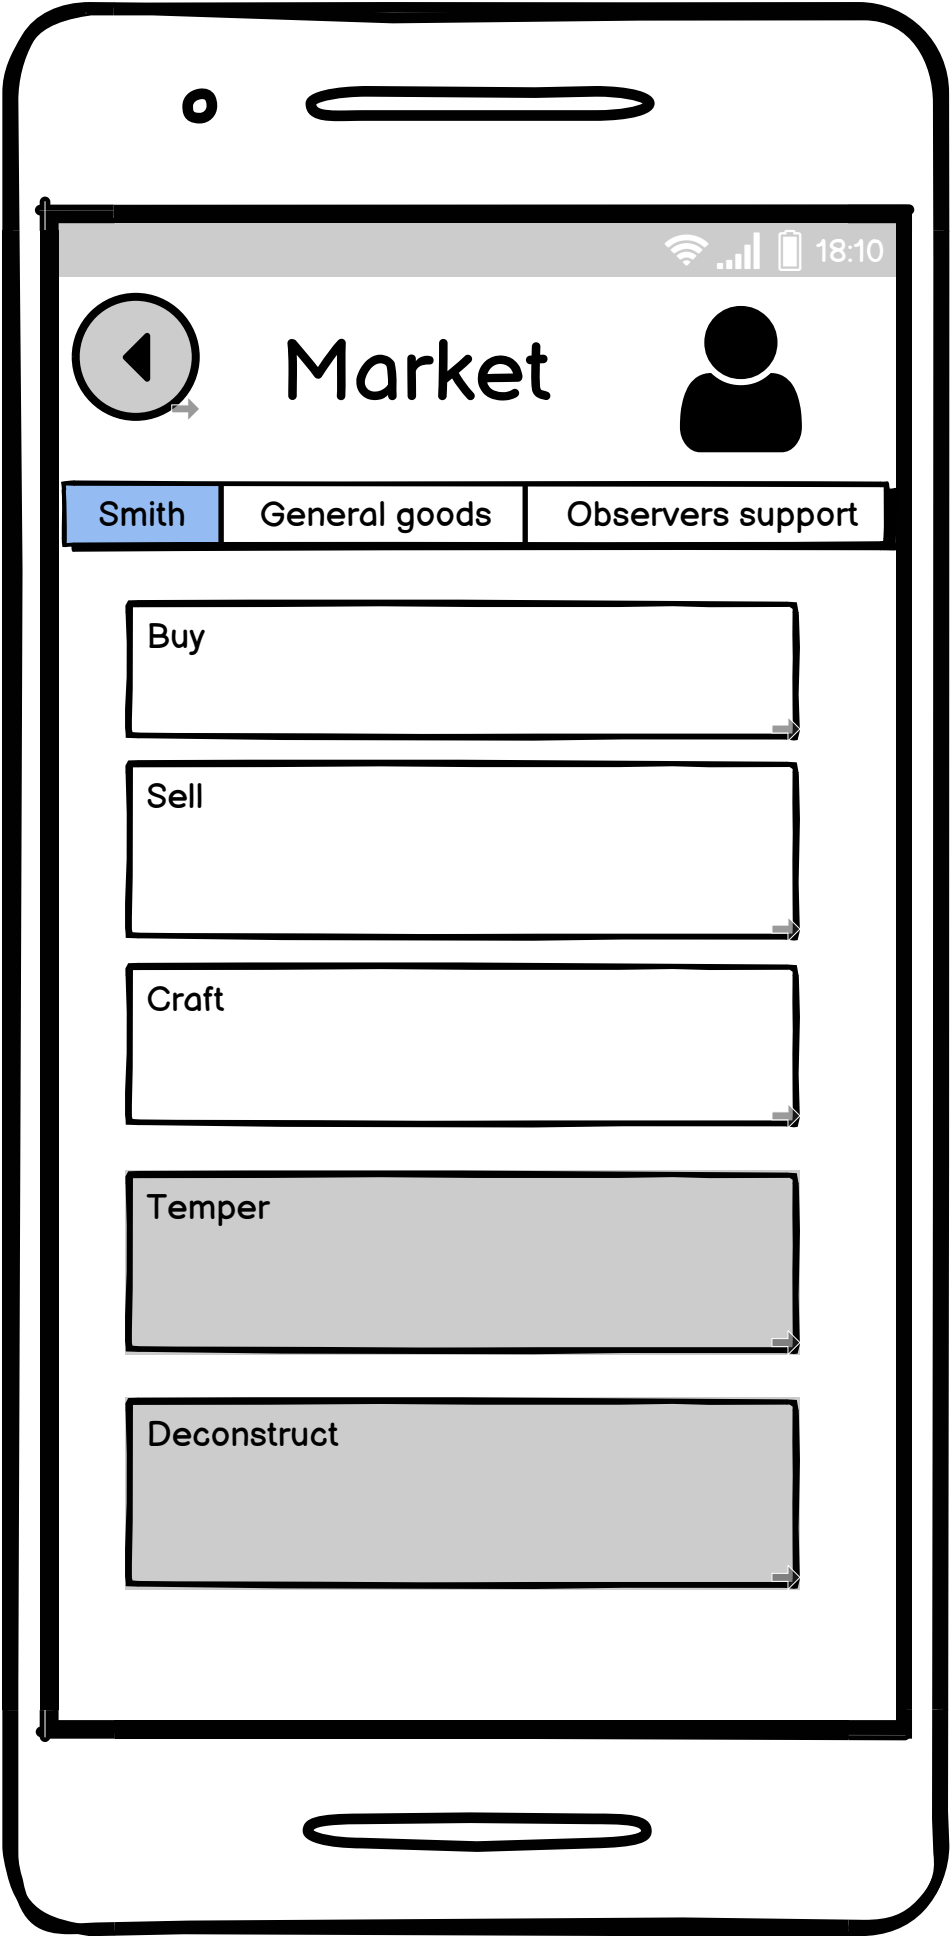 18:10
Market
Smith General goods Observers support
Buy
Sell
Craft
Temper
Deconstruct